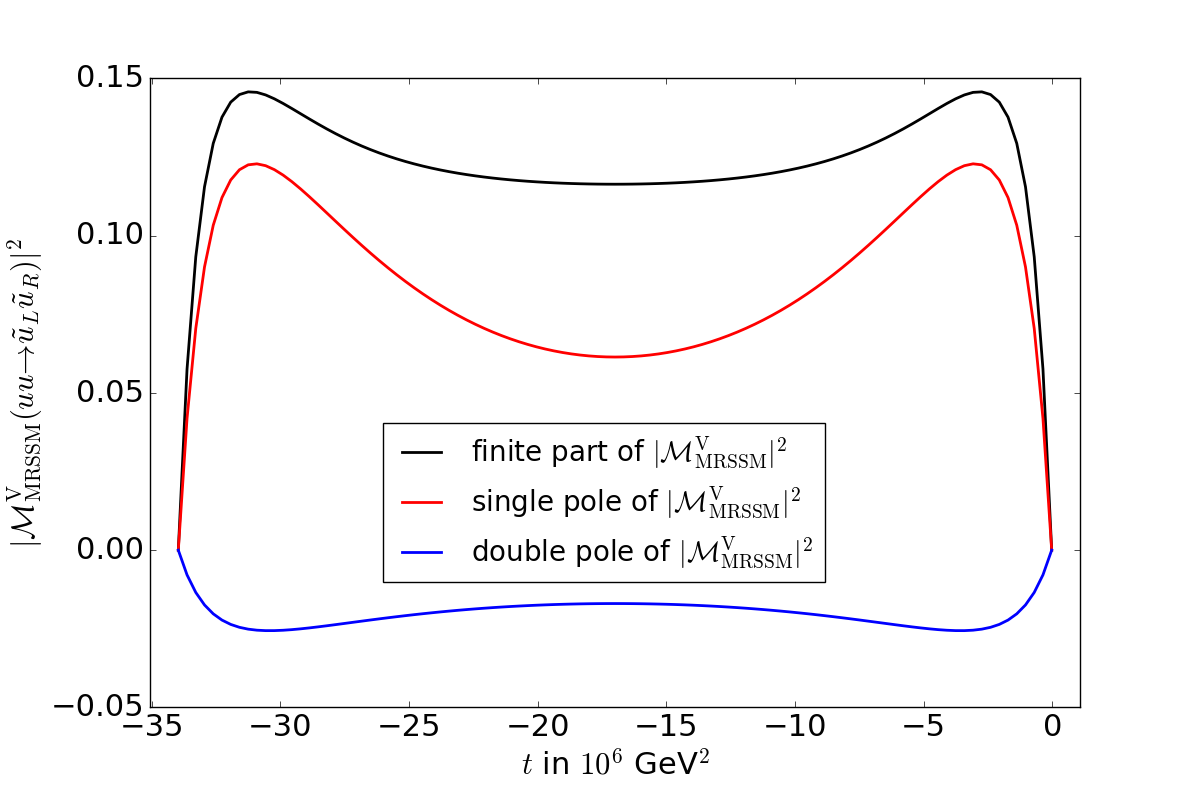 0.15
0.10
0.05
0.00
−0.05
−35
−30
−25
−20
−15
−10
−5
0
|ℳ^V_MRSSM(uu→ũ_Lũ_R)|²
t in 10⁶ GeV²
finite part of |ℳ^V_MRSSM|²
single pole of |ℳ^V_MRSSM|²
double pole of |ℳ^V_MRSSM|²